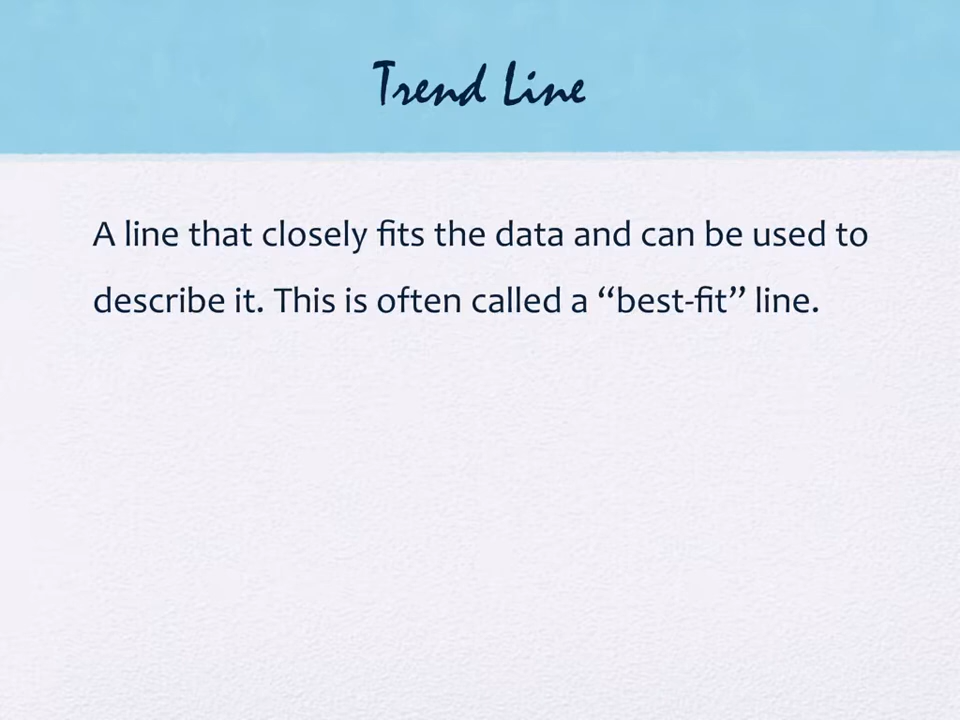 Trend Line
A line that closely fits the data and can be used to
describe it. This is often called a “best-fit” line.